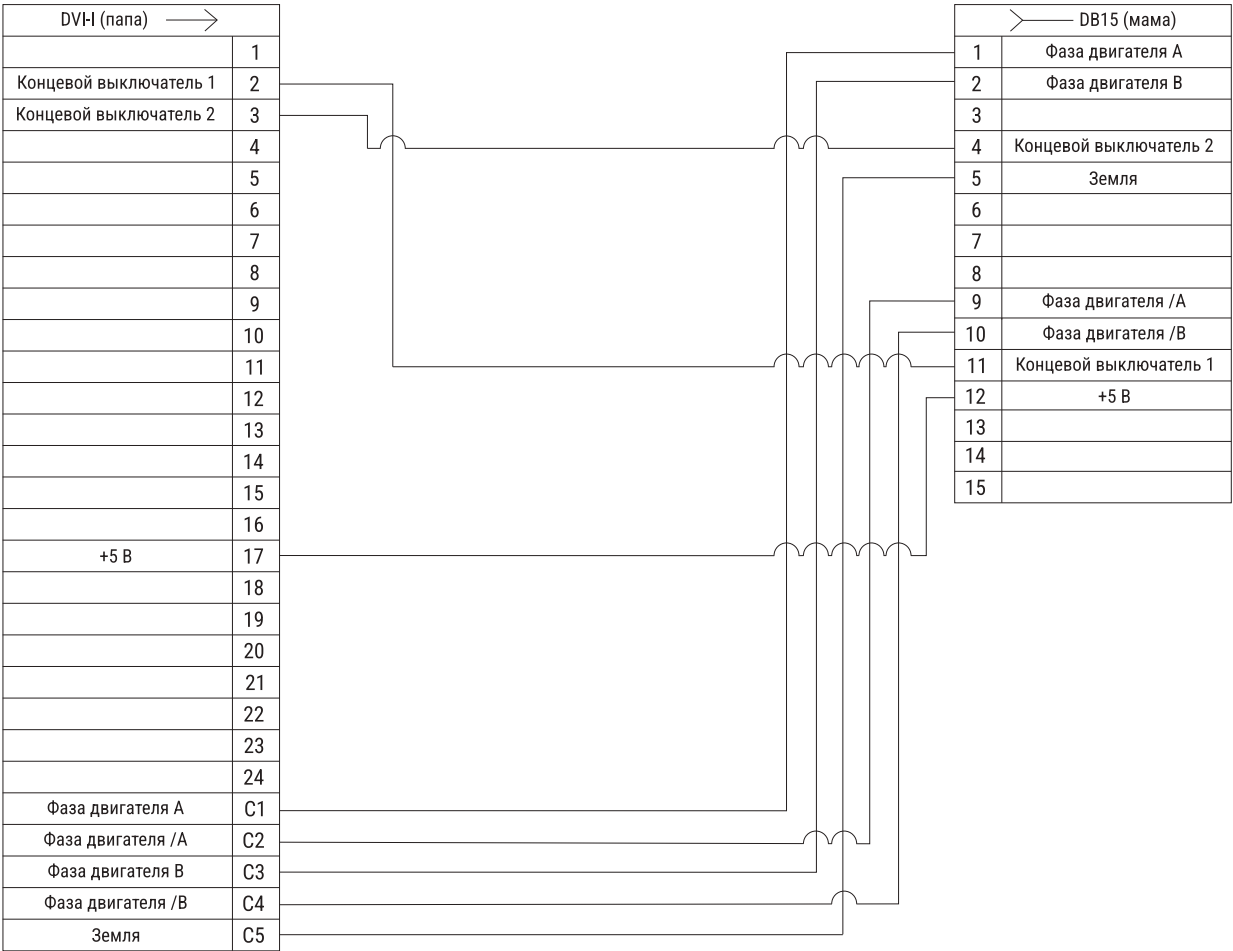 DVI-I (папа)
1
Концевой выключатель 1 2
Концевой выключатель 2 3
4
5
6
7
8
9
10
11
12
13
14
15
16
+5 В 17
18
19
20
21
22
23
24
Фаза двигателя A C1
Фаза двигателя /A C2
Фаза двигателя B C3
Фаза двигателя /B C4
Земля C5
DB15 (мама)
1 Фаза двигателя A
2 Фаза двигателя B
3
4 Концевой выключатель 2
5 Земля
6
7
8
9 Фаза двигателя /A
10 Фаза двигателя /B
11 Концевой выключатель 1
12 +5 В
13
14
15